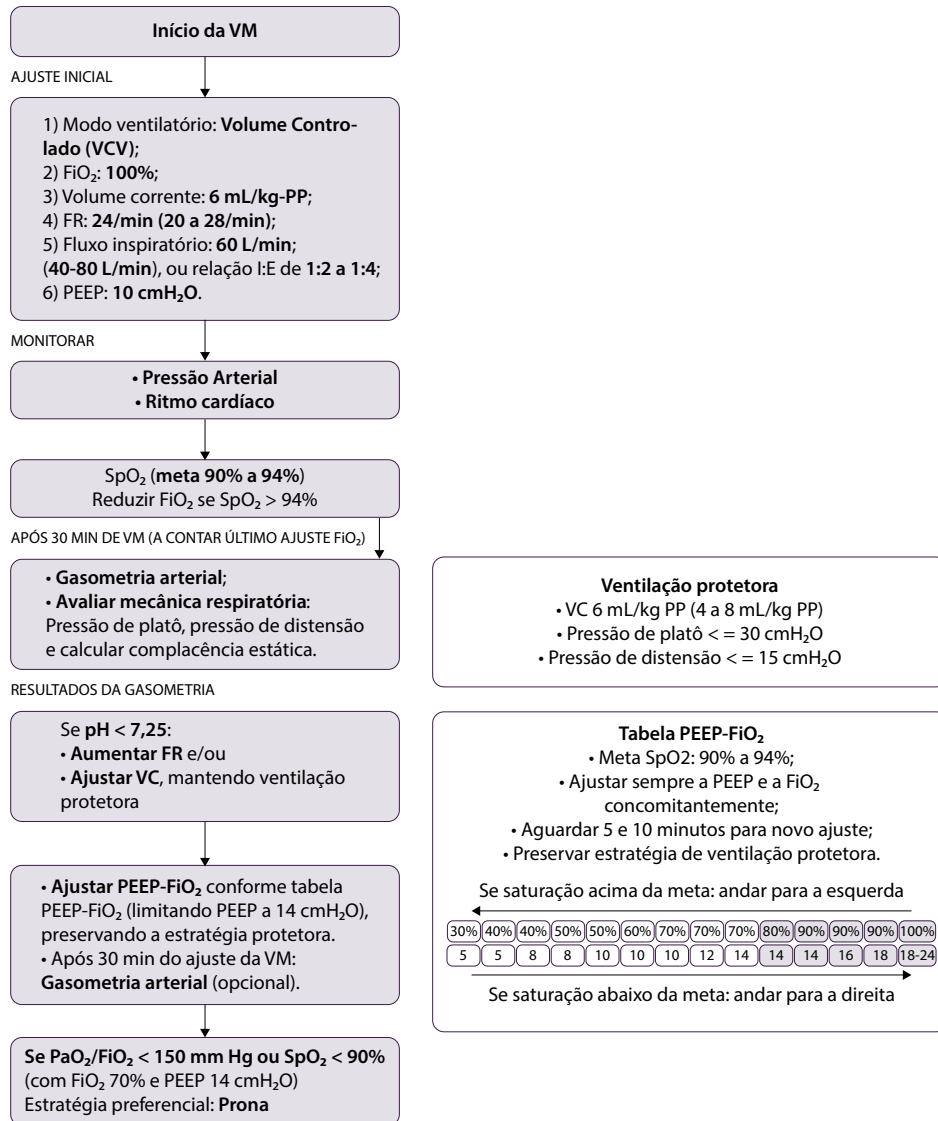 Início da VM
AJUSTE INICIAL
1) Modo ventilatório: Volume Contro-
lado (VCV);
2) FiO₂: 100%;
3) Volume corrente: 6 mL/kg-PP;
4) FR: 24/min (20 a 28/min);
5) Fluxo inspiratório: 60 L/min;
(40-80 L/min), ou relação I:E de 1:2 a 1:4;
6) PEEP: 10 cmH₂O.
MONITORAR
• Pressão Arterial
• Ritmo cardíaco
SpO₂ (meta 90% a 94%)
Reduzir FiO₂ se SpO₂ > 94%
APÓS 30 MIN DE VM (A CONTAR ÚLTIMO AJUSTE FiO₂)
• Gasometria arterial;
• Avaliar mecânica respiratória:
Pressão de platô, pressão de distensão
e calcular complacência estática.
RESULTADOS DA GASOMETRIA
Se pH < 7,25:
• Aumentar FR e/ou
• Ajustar VC, mantendo ventilação
protetora
• Ajustar PEEP-FiO₂ conforme tabela
PEEP-FiO₂ (limitando PEEP a 14 cmH₂O),
preservando a estratégia protetora.
• Após 30 min do ajuste da VM:
Gasometria arterial (opcional).
Se PaO₂/FiO₂ < 150 mm Hg ou SpO₂ < 90%
(com FiO₂ 70% e PEEP 14 cmH₂O)
Estratégia preferencial: Prona
Ventilação protetora
• VC 6 mL/kg PP (4 a 8 mL/kg PP)
• Pressão de platô < = 30 cmH₂O
• Pressão de distensão < = 15 cmH₂O
Tabela PEEP-FiO₂
• Meta SpO2: 90% a 94%;
• Ajustar sempre a PEEP e a FiO₂
concomitantemente;
• Aguardar 5 e 10 minutos para novo ajuste;
• Preservar estratégia de ventilação protetora.
Se saturação acima da meta: andar para a esquerda
30% 40% 40% 50% 50% 60% 70% 70% 70% 80% 90% 90% 90% 100%
5 5 8 8 10 10 10 12 14 14 14 16 18 18-24
Se saturação abaixo da meta: andar para a direita